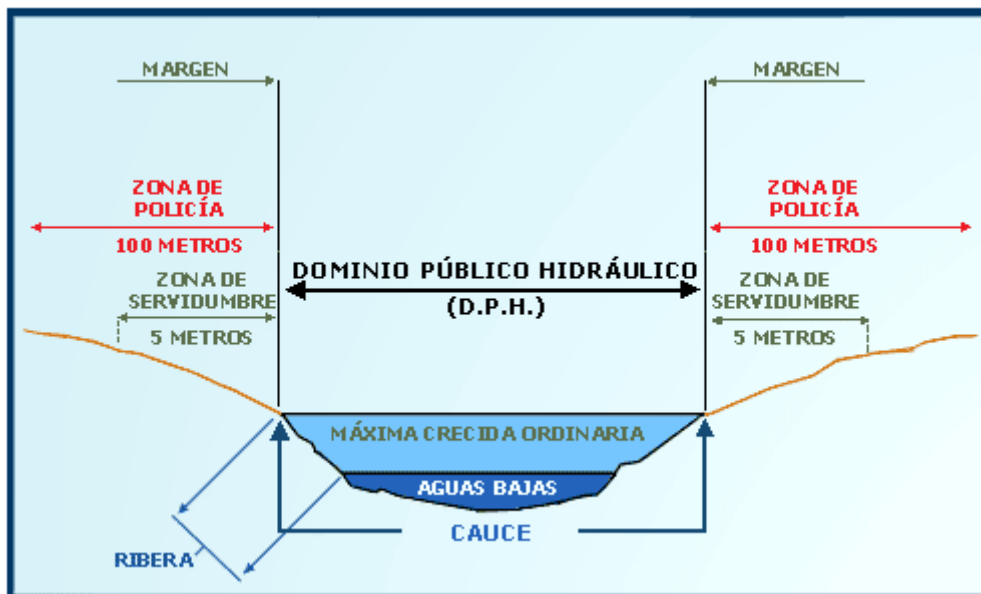 MARGEN
MARGEN
ZONA DE
POLICÍA
100 METROS
ZONA DE
POLICÍA
100 METROS
DOMINIO PÚBLICO HIDRÁULICO
(D.P.H.)
ZONA DE
SERVIDUMBRE
5 METROS
ZONA DE
SERVIDUMBRE
5 METROS
MÁXIMA CRECIDA ORDINARIA
AGUAS BAJAS
CAUCE
RIBERA